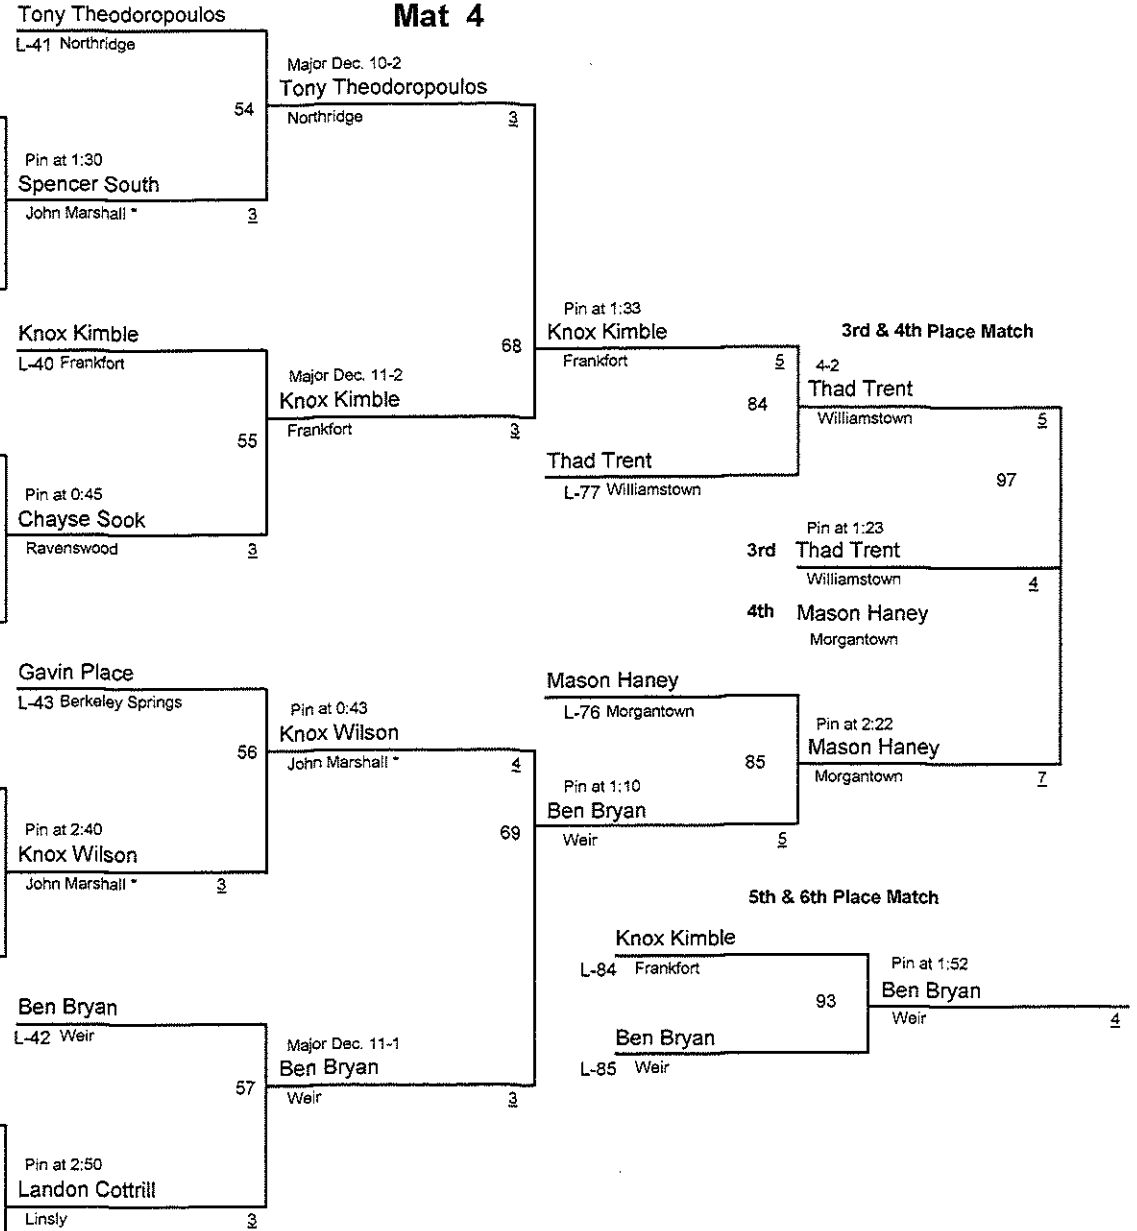 Mat 4
Tony Theodoropoulos
L-41 Northridge
54
Pin at 1:30
Spencer South
John Marshall *
3
Major Dec. 10-2
Tony Theodoropoulos
Northridge
3
Knox Kimble
L-40 Frankfort
55
Pin at 0:45
Chayse Sook
Ravenswood
3
Major Dec. 11-2
Knox Kimble
Frankfort
3
68
Pin at 1:33
Knox Kimble
Frankfort
5
84
Thad Trent
L-77 Williamstown
3rd & 4th Place Match
4-2
Thad Trent
Williamstown
5
97
Pin at 1:23
3rd Thad Trent
Williamstown
4
4th Mason Haney
Morgantown
Gavin Place
L-43 Berkeley Springs
56
Pin at 2:40
Knox Wilson
John Marshall *
3
Pin at 0:43
Knox Wilson
John Marshall *
4
69
Mason Haney
L-76 Morgantown
85
Pin at 1:10
Ben Bryan
Weir
5
Pin at 2:22
Mason Haney
Morgantown
7
Ben Bryan
L-42 Weir
57
Pin at 2:50
Landon Cottrill
Linsly
3
Major Dec. 11-1
Ben Bryan
Weir
3
5th & 6th Place Match
Knox Kimble
L-84 Frankfort
93
Ben Bryan
L-85 Weir
Pin at 1:52
Ben Bryan
Weir
4